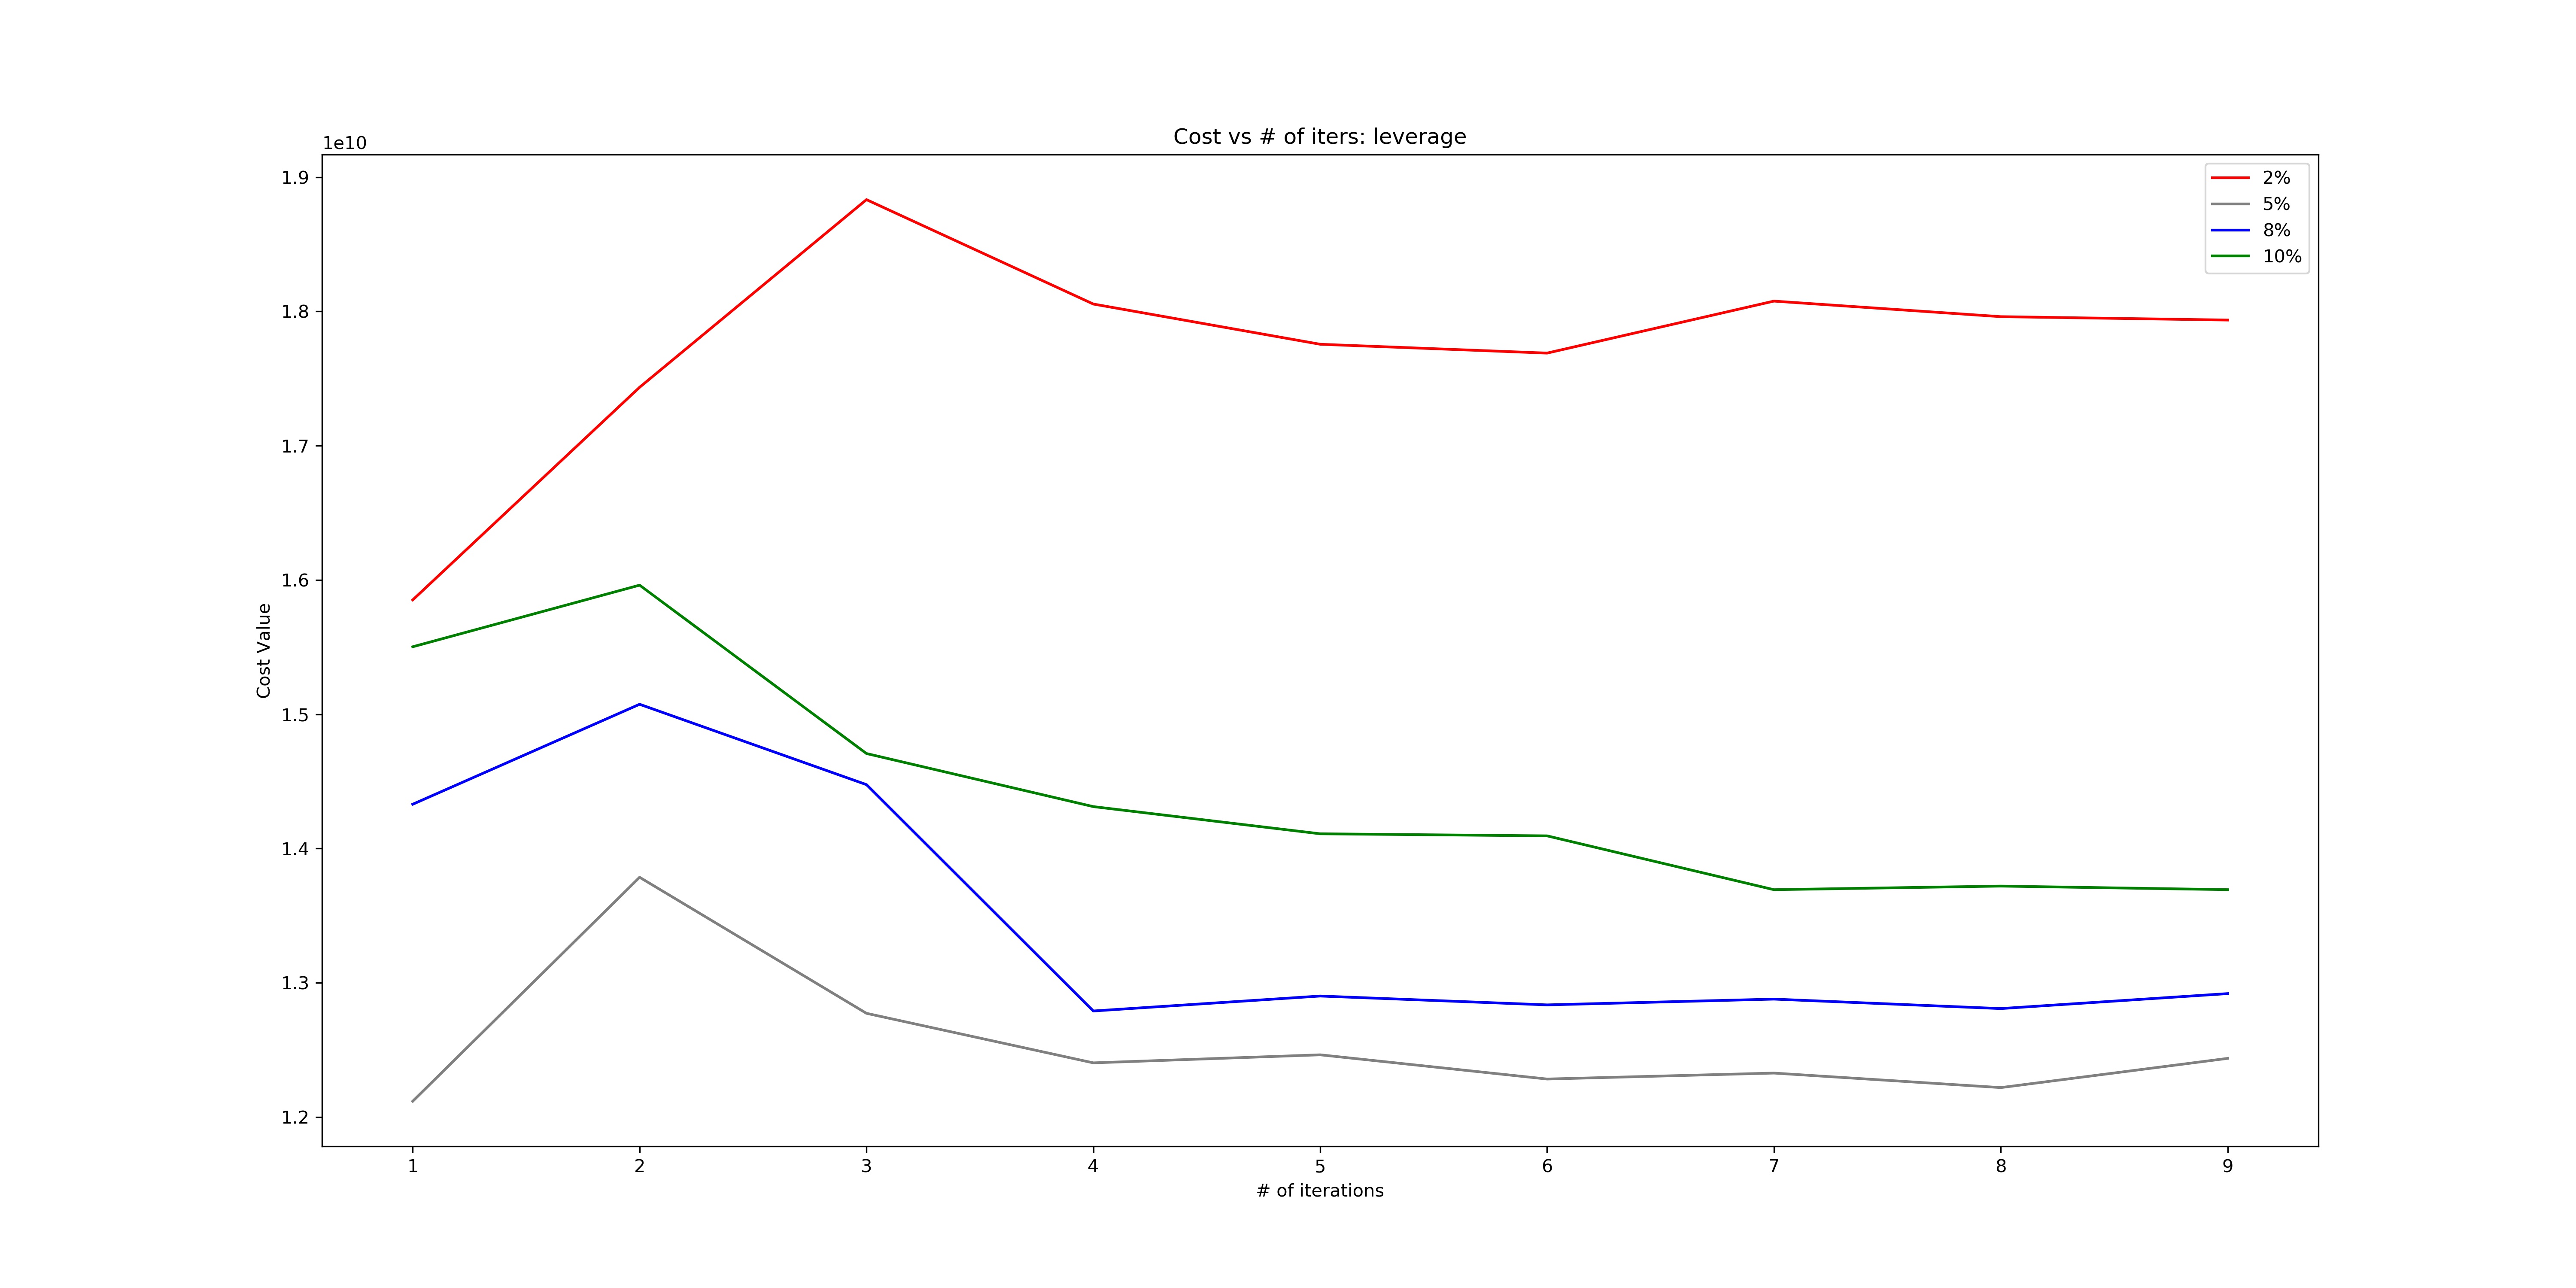 Cost vs # of iters: leverage
1e10
1.9
1.8
1.7
1.6
1.5
1.4
1.3
1.2
Cost Value
2%
5%
8%
10%
1 2 3 4 5 6 7 8 9
# of iterations